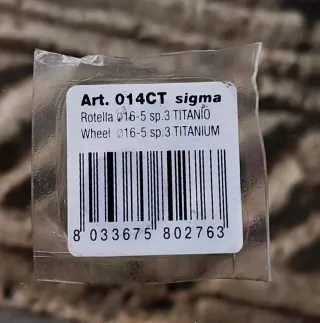 Art. 014CT sigma
Rotella Ø16-5 sp.3 TITANIO
Wheel Ø16-5 sp.3 TITANIUM
8 033675 802763